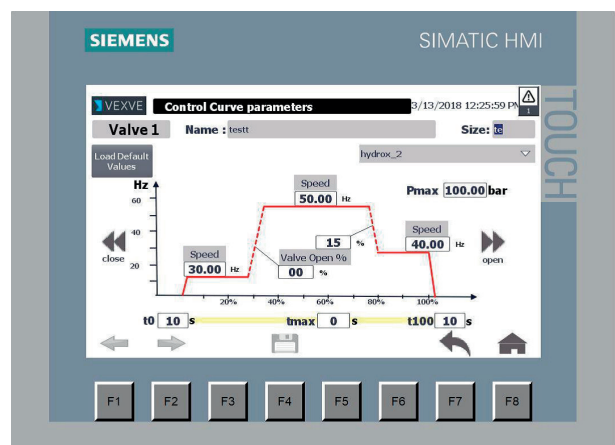 SIEMENS
SIMATIC HMI
TOUCH
VEXVE
Control Curve parameters
3/13/2018 12:25:59 PM
1
Valve 1
Name : testt
Size: te
Load Default
Values
hydrox_2
Hz
60
40
20
Speed
50.00 Hz
Pmax 100.00 bar
Speed
40.00 Hz
15 %
Speed
30.00 Hz
Valve Open %
00 %
close
open
20% 40% 60% 80% 100%
t0 10 s
tmax 0 s
t100 10 s
F1 F2 F3 F4 F5 F6 F7 F8